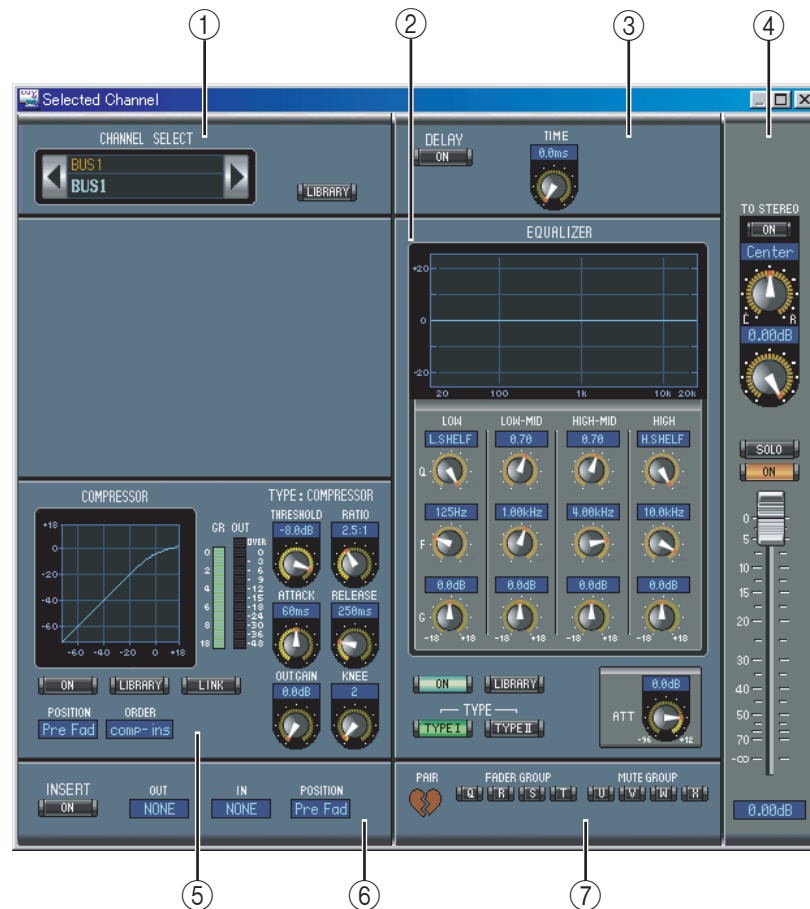 ① ② ③ ④
Selected Channel
CHANNEL SELECT
BUS1
BUS1
LIBRARY
DELAY
ON
TIME
0.0ms
TO STEREO
ON
Center
L R
0.00dB
SOLO
ON
0
5
10
15
20
30
40
50
70
-∞
0.00dB
EQUALIZER
+20
0
-20
20 100 1k 10k 20k
LOW LOW-MID HIGH-MID HIGH
L.SHELF 0.70 0.70 H.SHELF
Q
125Hz 1.00kHz 4.00kHz 10.0kHz
F
0.0dB 0.0dB 0.0dB 0.0dB
G
-18 +18 -18 +18 -18 +18 -18 +18
ON LIBRARY
TYPE
TYPE I TYPE II
ATT
0.0dB
-96 +12
COMPRESSOR
TYPE : COMPRESSOR
+18
0
-20
-40
-60
-60 -40 -20 0 +18
GR OUT
0
2
4
6
8
18
OVER
0
-3
-6
-9
-12
-15
-18
-24
-30
-36
-48
THRESHOLD RATIO
-8.0dB 2.5:1
ATTACK RELEASE
60ms 250ms
OUT GAIN KNEE
0.0dB 2
ON LIBRARY LINK
POSITION ORDER
Pre Fad comp-ins
INSERT OUT IN POSITION
ON NONE NONE Pre Fad
PAIR FADER GROUP MUTE GROUP
Q R S T U V W X
⑤ ⑥ ⑦